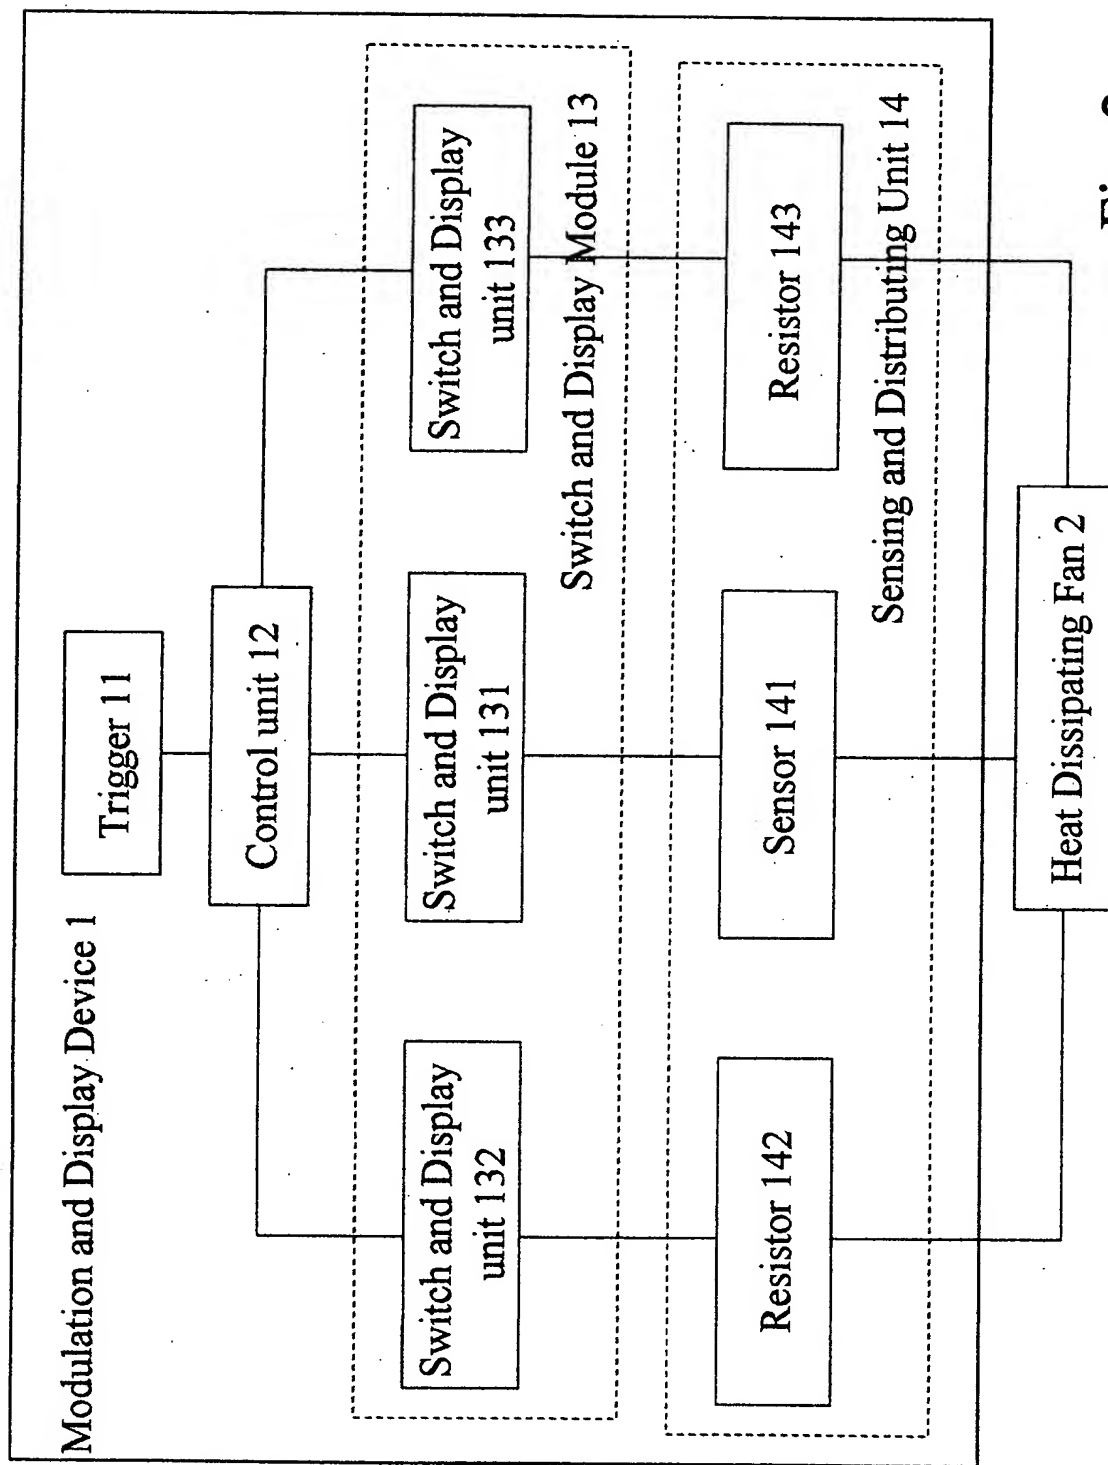 Modulation and Display Device 1
Trigger 11
Control unit 12
Switch and Display
unit 132
Switch and Display
unit 131
Switch and Display
unit 133
Switch and Display Module 13
Resistor 142
Sensor 141
Resistor 143
Sensing and Distributing Unit 14
Heat Dissipating Fan 2